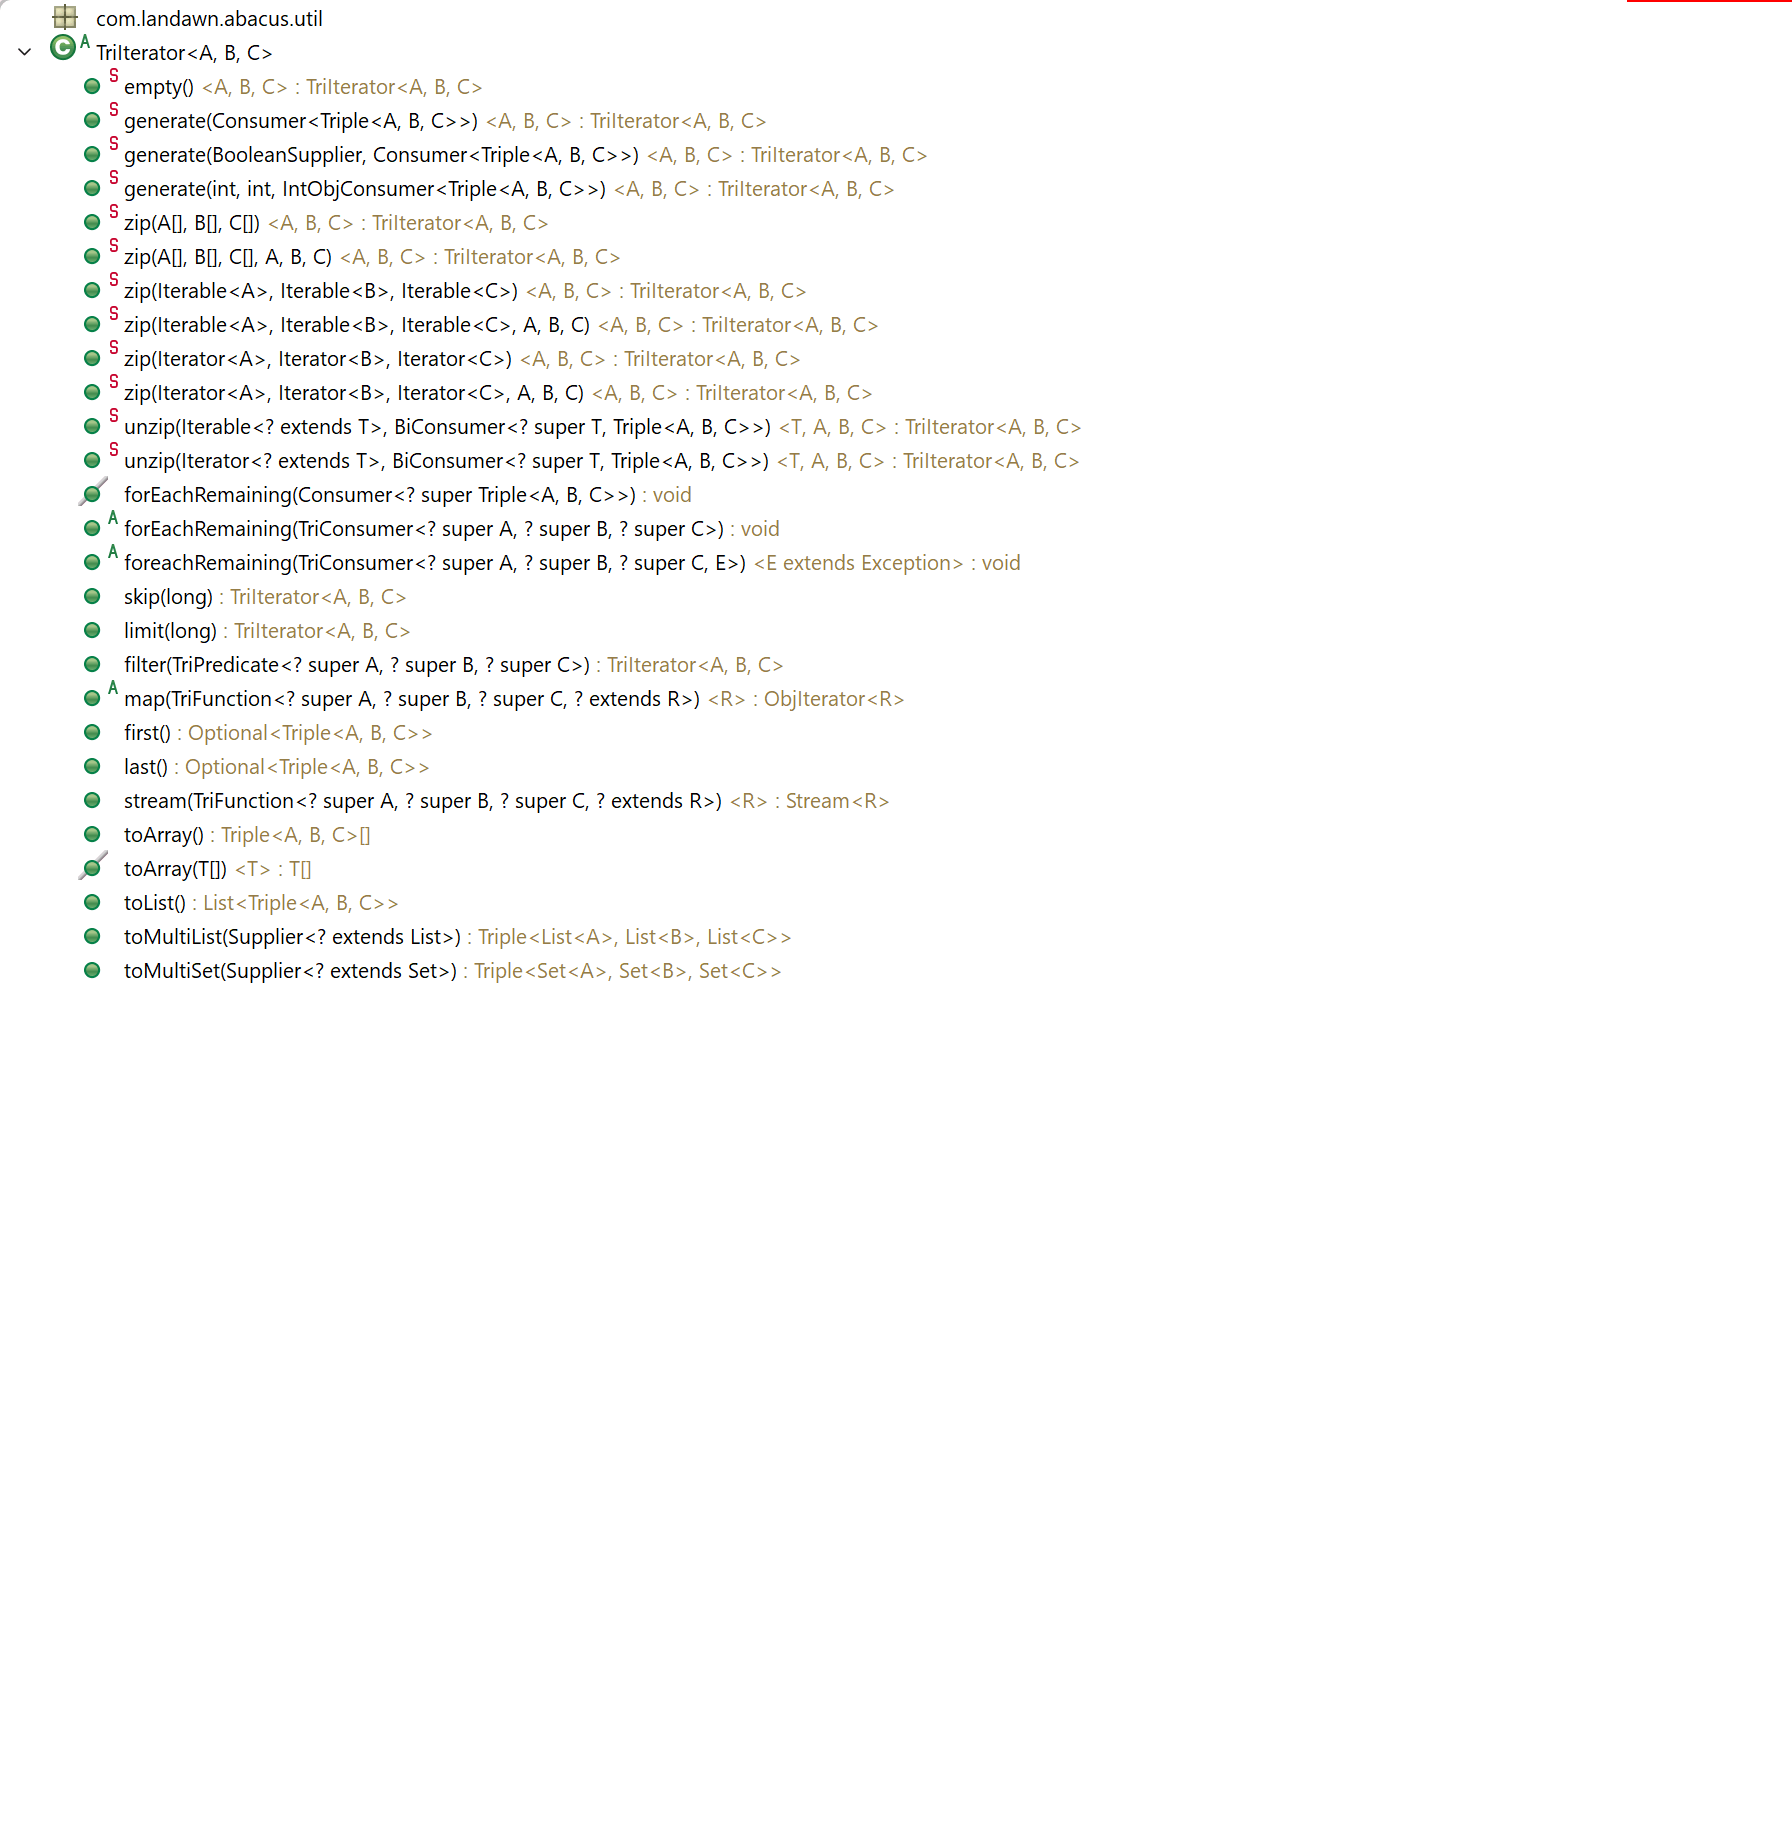 com.landawn.abacus.util
C A TriIterator<A, B, C>
S empty() <A, B, C> : TriIterator<A, B, C>
S generate(Consumer<Triple<A, B, C>>) <A, B, C> : TriIterator<A, B, C>
S generate(BooleanSupplier, Consumer<Triple<A, B, C>>) <A, B, C> : TriIterator<A, B, C>
S generate(int, int, IntObjConsumer<Triple<A, B, C>>) <A, B, C> : TriIterator<A, B, C>
S zip(A[], B[], C[]) <A, B, C> : TriIterator<A, B, C>
S zip(A[], B[], C[], A, B, C) <A, B, C> : TriIterator<A, B, C>
S zip(Iterable<A>, Iterable<B>, Iterable<C>) <A, B, C> : TriIterator<A, B, C>
S zip(Iterable<A>, Iterable<B>, Iterable<C>, A, B, C) <A, B, C> : TriIterator<A, B, C>
S zip(Iterator<A>, Iterator<B>, Iterator<C>) <A, B, C> : TriIterator<A, B, C>
S zip(Iterator<A>, Iterator<B>, Iterator<C>, A, B, C) <A, B, C> : TriIterator<A, B, C>
S unzip(Iterable<? extends T>, BiConsumer<? super T, Triple<A, B, C>>) <T, A, B, C> : TriIterator<A, B, C>
S unzip(Iterator<? extends T>, BiConsumer<? super T, Triple<A, B, C>>) <T, A, B, C> : TriIterator<A, B, C>
forEachRemaining(Consumer<? super Triple<A, B, C>>) : void
A forEachRemaining(TriConsumer<? super A, ? super B, ? super C>) : void
A foreachRemaining(TriConsumer<? super A, ? super B, ? super C, E>) <E extends Exception> : void
skip(long) : TriIterator<A, B, C>
limit(long) : TriIterator<A, B, C>
filter(TriPredicate<? super A, ? super B, ? super C>) : TriIterator<A, B, C>
A map(TriFunction<? super A, ? super B, ? super C, ? extends R>) <R> : ObjIterator<R>
first() : Optional<Triple<A, B, C>>
last() : Optional<Triple<A, B, C>>
stream(TriFunction<? super A, ? super B, ? super C, ? extends R>) <R> : Stream<R>
toArray() : Triple<A, B, C>[]
toArray(T[]) <T> : T[]
toList() : List<Triple<A, B, C>>
toMultiList(Supplier<? extends List>) : Triple<List<A>, List<B>, List<C>>
toMultiSet(Supplier<? extends Set>) : Triple<Set<A>, Set<B>, Set<C>>